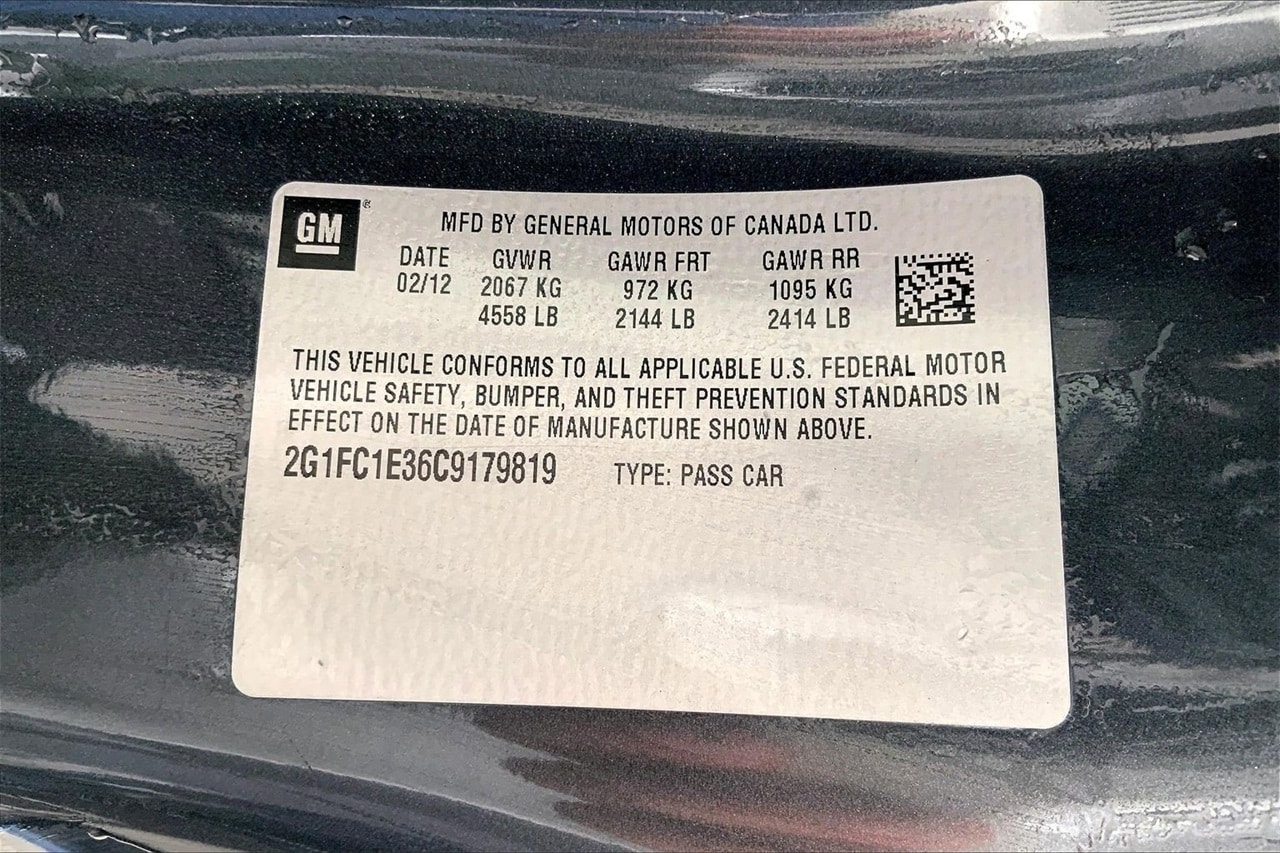 GM ®
MFD BY GENERAL MOTORS OF CANADA LTD.
DATE GVWR GAWR FRT GAWR RR
02/12 2067 KG 972 KG 1095 KG
4558 LB 2144 LB 2414 LB
THIS VEHICLE CONFORMS TO ALL APPLICABLE U.S. FEDERAL MOTOR
VEHICLE SAFETY, BUMPER, AND THEFT PREVENTION STANDARDS IN
EFFECT ON THE DATE OF MANUFACTURE SHOWN ABOVE.
2G1FC1E36C9179819 TYPE: PASS CAR